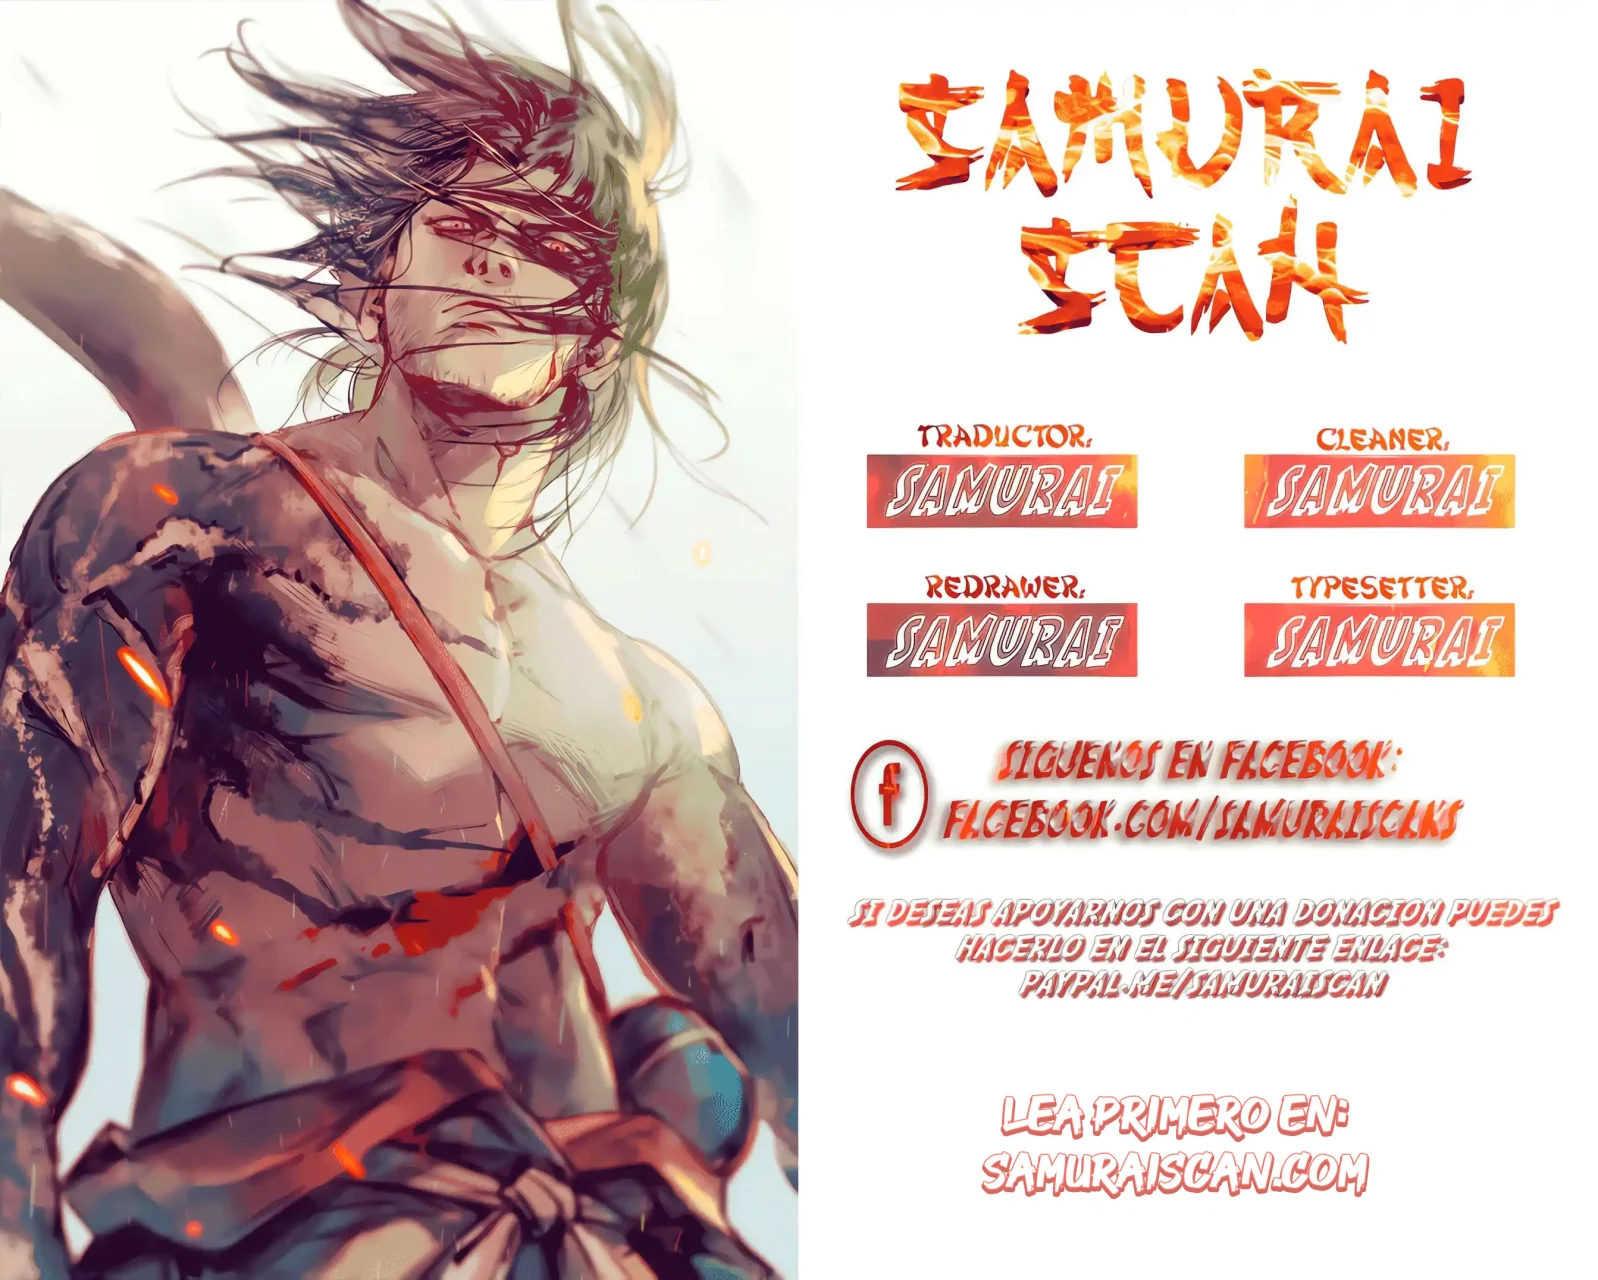 SAMURAI
SCAN
TRADUCTOR:
SAMURAI
CLEANER:
SAMURAI
REDRAWER:
SAMURAI
TYPESETTER:
SAMURAI
f
SIGUENOS EN FACEBOOK:
FACEBOOK.COM/SAMURAISCANS
SI DESEAS APOYARNOS CON UNA DONACION PUEDES
HACERLO EN EL SIGUIENTE ENLACE:
PAYPAL.ME/SAMURAISCAN
LEA PRIMERO EN:
SAMURAISCAN.COM